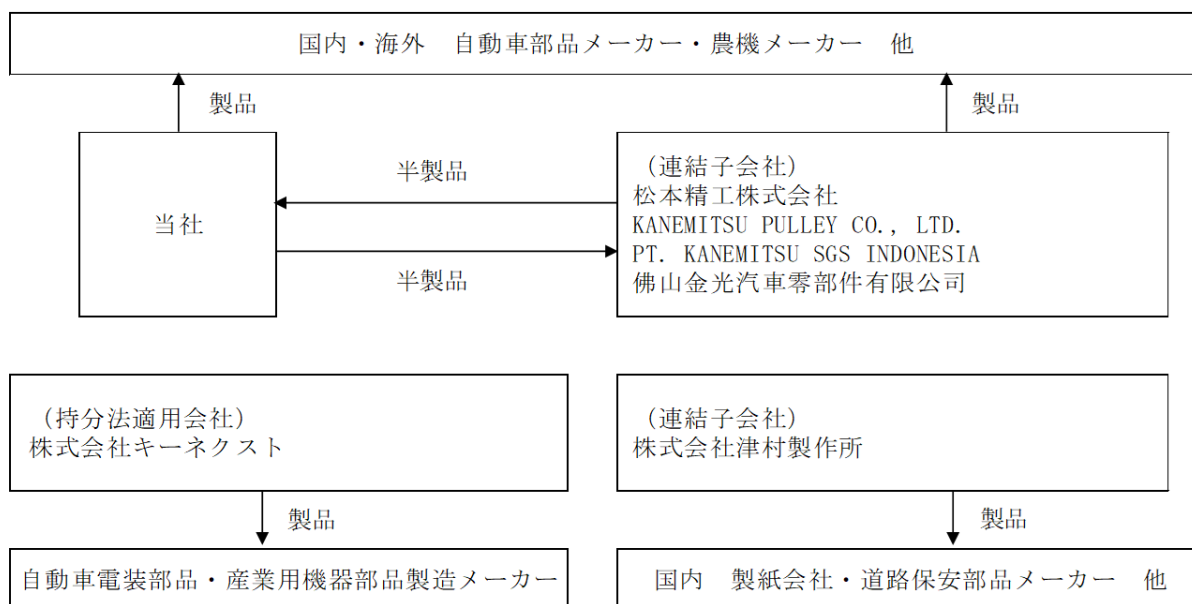 国内・海外　自動車部品メーカー・農機メーカー　他
製品
製品
当社
半製品
半製品
（連結子会社）
松本精工株式会社
KANEMITSU PULLEY CO., LTD.
PT. KANEMITSU SGS INDONESIA
佛山金光汽車零部件有限公司
（持分法適用会社）
株式会社キーネクスト
（連結子会社）
株式会社津村製作所
製品
製品
自動車電装部品・産業用機器部品製造メーカー
国内　製紙会社・道路保安部品メーカー　他